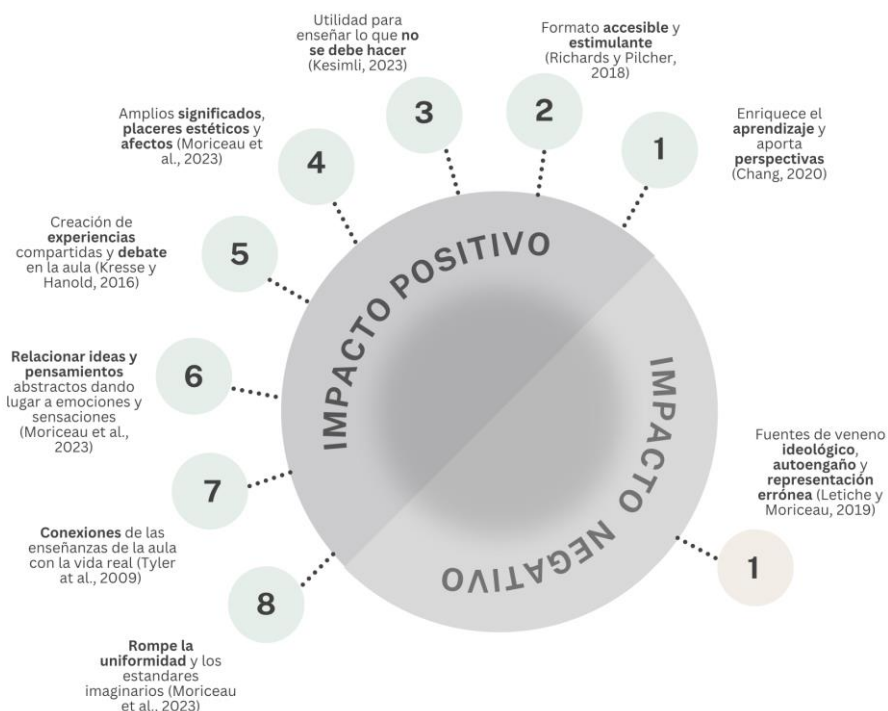 Utilidad para
enseñar lo que no
se debe hacer
(Kesimli, 2023)
3
Formato accesible y
estimulante
(Richards y Pilcher,
2018)
2
Enriquece el
aprendizaje y
aporta
perspectivas
(Chang, 2020)
1
Amplios significados,
placeres estéticos y
afectos (Moriceau et
al., 2023)
4
Creación de
experiencias
compartidas y debate
en la aula (Kresse y
Hanold, 2016)
5
Relacionar ideas y
pensamientos
abstractos dando
lugar a emociones y
sensaciones
(Moriceau et al.,
2023)
6
7
Conexiones de las
enseñanzas de la aula
con la vida real (Tyler
at al., 2009)
8
Rompe la
uniformidad y los
estandares
imaginarios (Moriceau
et al., 2023)
IMPACTO POSITIVO
IMPACTO NEGATIVO
Fuentes de veneno
ideológico,
autoengaño y
representación
errónea (Letiche y
Moriceau, 2019)
1